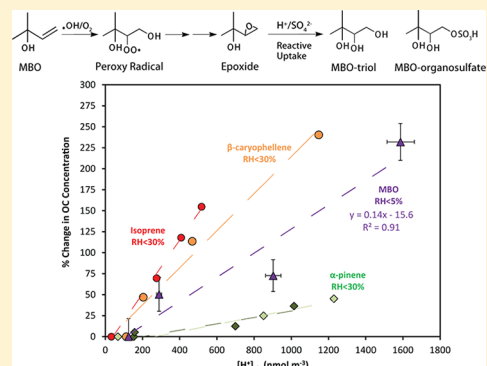 •OH/O₂
H⁺/SO₄²⁻
Reactive
Uptake
OH
MBO
OH
OO•
OH
Peroxy Radical
O
OH
Epoxide
OH
OH
OH
MBO-triol
OSO₃H
OH
OH
MBO-organosulfate
% Change in OC Concentration
300
275
250
225
200
175
150
125
100
75
50
25
0
β-caryophellene
RH<30%
Isoprene
RH<30%
MBO
RH<5%
y = 0.14x - 15.6
R² = 0.91
α-pinene
RH<30%
0 200 400 600 800 1000 1200 1400 1600 1800
[H⁺] (nmol m⁻³)